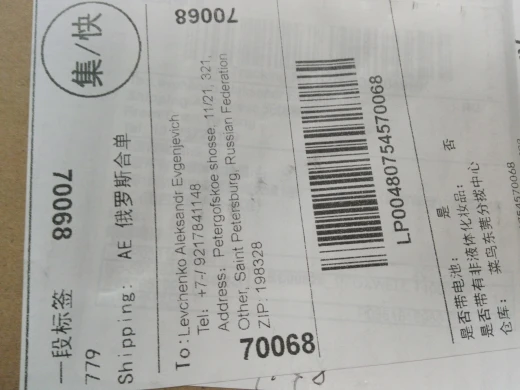 一段标签 70068 集/快
779
Shipping: AE 俄罗斯合单
70068
To: Levchenko Aleksandr Evgenjevich
Tel: +7-/ 9217841148
Address: Petergofskoe shosse, 11/21, 321,
Other, Saint Petersburg, Russian Federation
ZIP: 198328
70068
LP00480754570068
是否带电池: 是 否
是否带有非液体化妆品:
仓库: 菜鸟东莞分拨中心